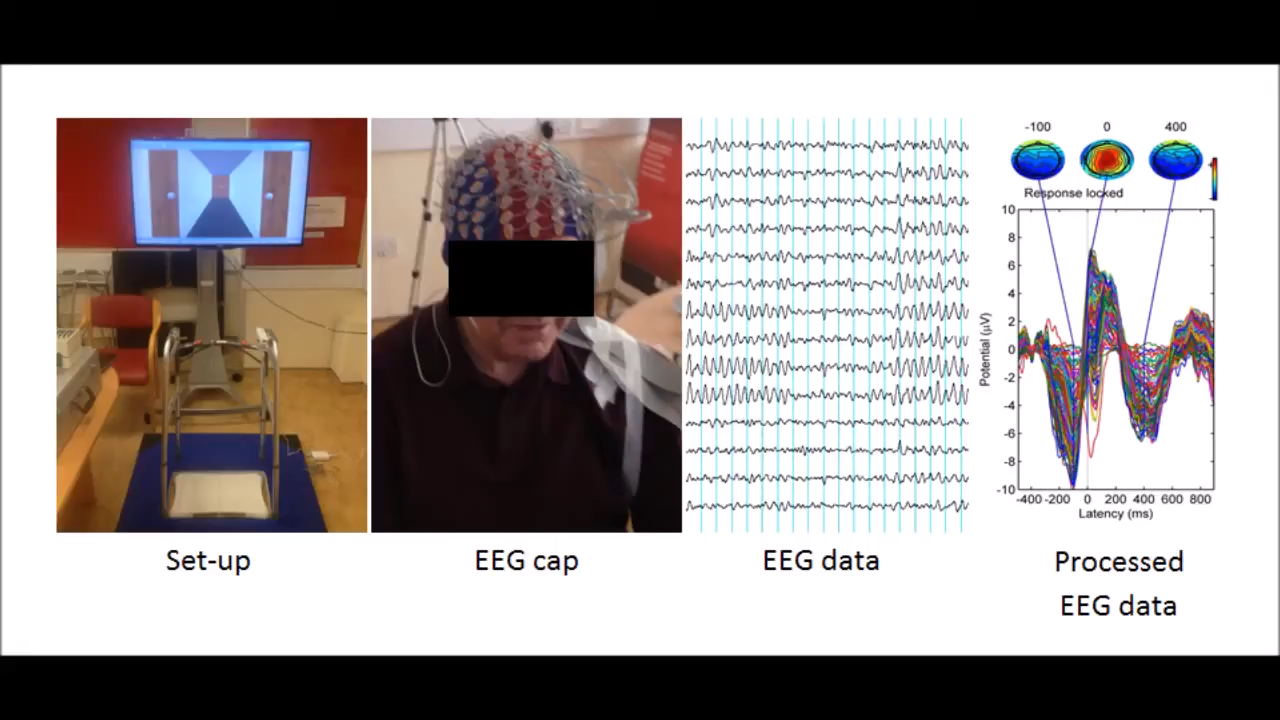 -100 0 400
Response locked
10
8
6
4
2
0
-2
-4
-6
-8
-10
Potential (µV)
-400 -200 0 200 400 600 800
Latency (ms)
Set-up
EEG cap
EEG data
Processed
EEG data